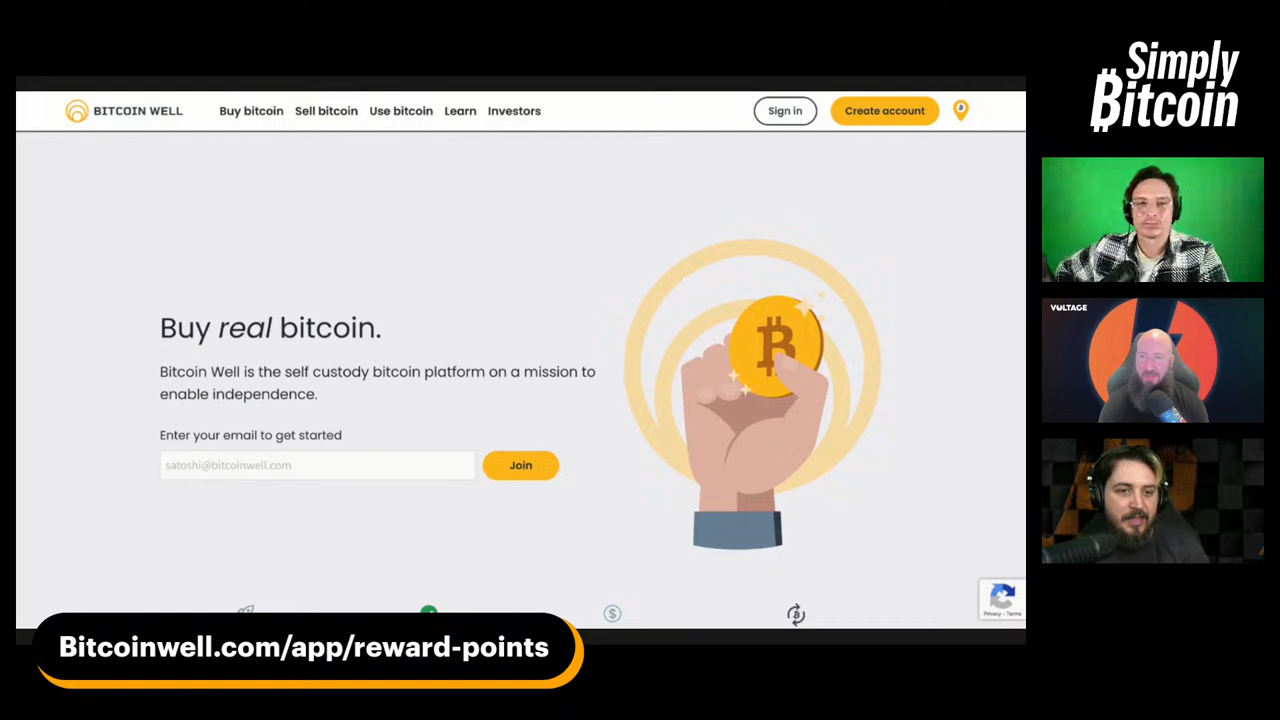 Simply
Bitcoin
BITCOIN WELL
Buy bitcoin
Sell bitcoin
Use bitcoin
Learn
Investors
Sign in
Create account
Buy real bitcoin.
Bitcoin Well is the self custody bitcoin platform on a mission to
enable independence.
Enter your email to get started
satoshi@bitcoinwell.com
Join
Privacy - Terms
Bitcoinwell.com/app/reward-points
VOLTAGE